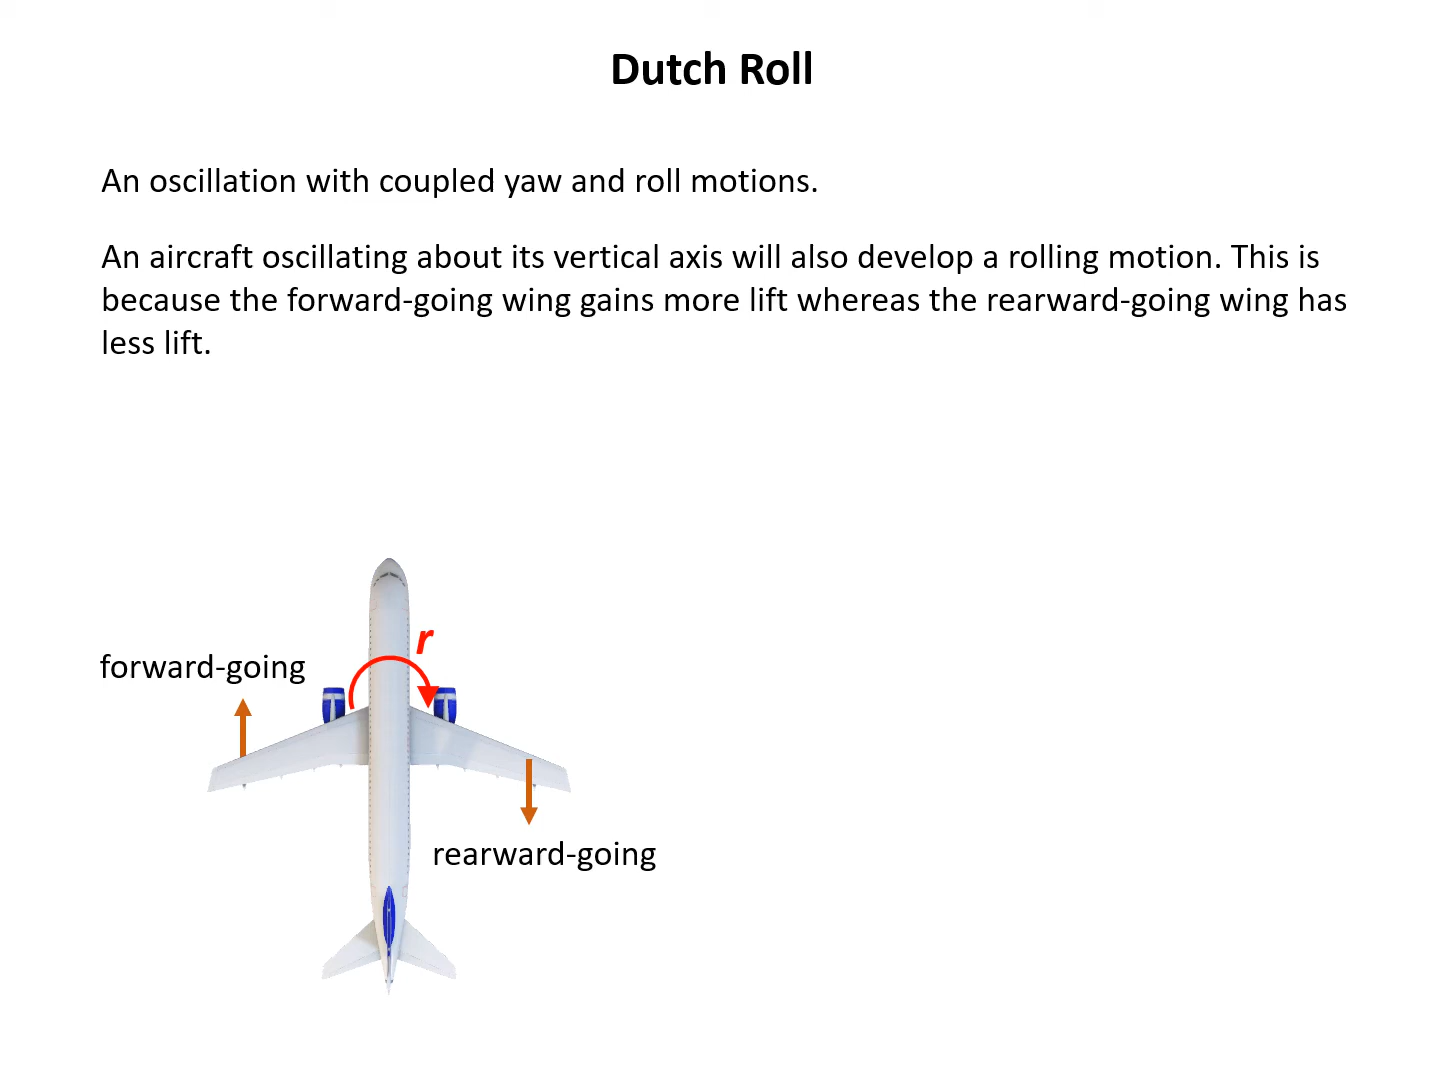 Dutch Roll
An oscillation with coupled yaw and roll motions.
An aircraft oscillating about its vertical axis will also develop a rolling motion. This is
because the forward-going wing gains more lift whereas the rearward-going wing has
less lift.
r
forward-going
rearward-going